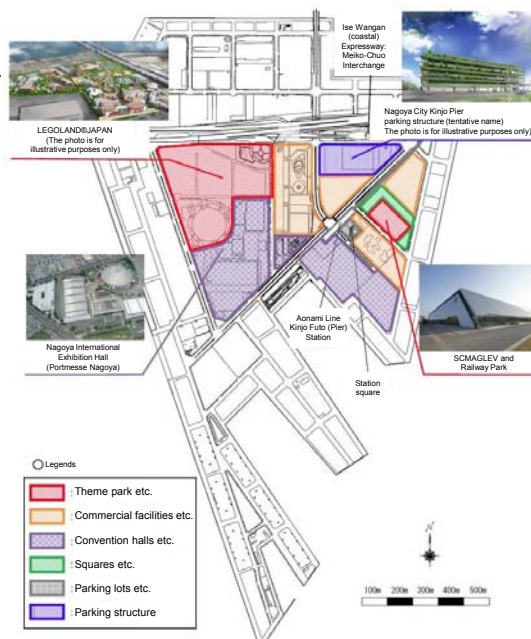 Ise Wangan
(coastal)
Expressway:
Meiko-Chuo
Interchange
LEGOLAND®JAPAN
(The photo is for
illustrative purposes only)
Nagoya City Kinjo Pier
parking structure (tentative name)
The photo is for illustrative purposes only)
Nagoya International
Exhibition Hall
(Portmesse Nagoya)
Aonami Line
Kinjo Futo (Pier)
Station
Station
square
SCMAGLEV and
Railway Park
Legends
: Theme park etc.
: Commercial facilities etc.
: Convention halls etc.
: Squares etc.
: Parking lots etc.
: Parking structure
N
100m 200m 300m 400m 500m